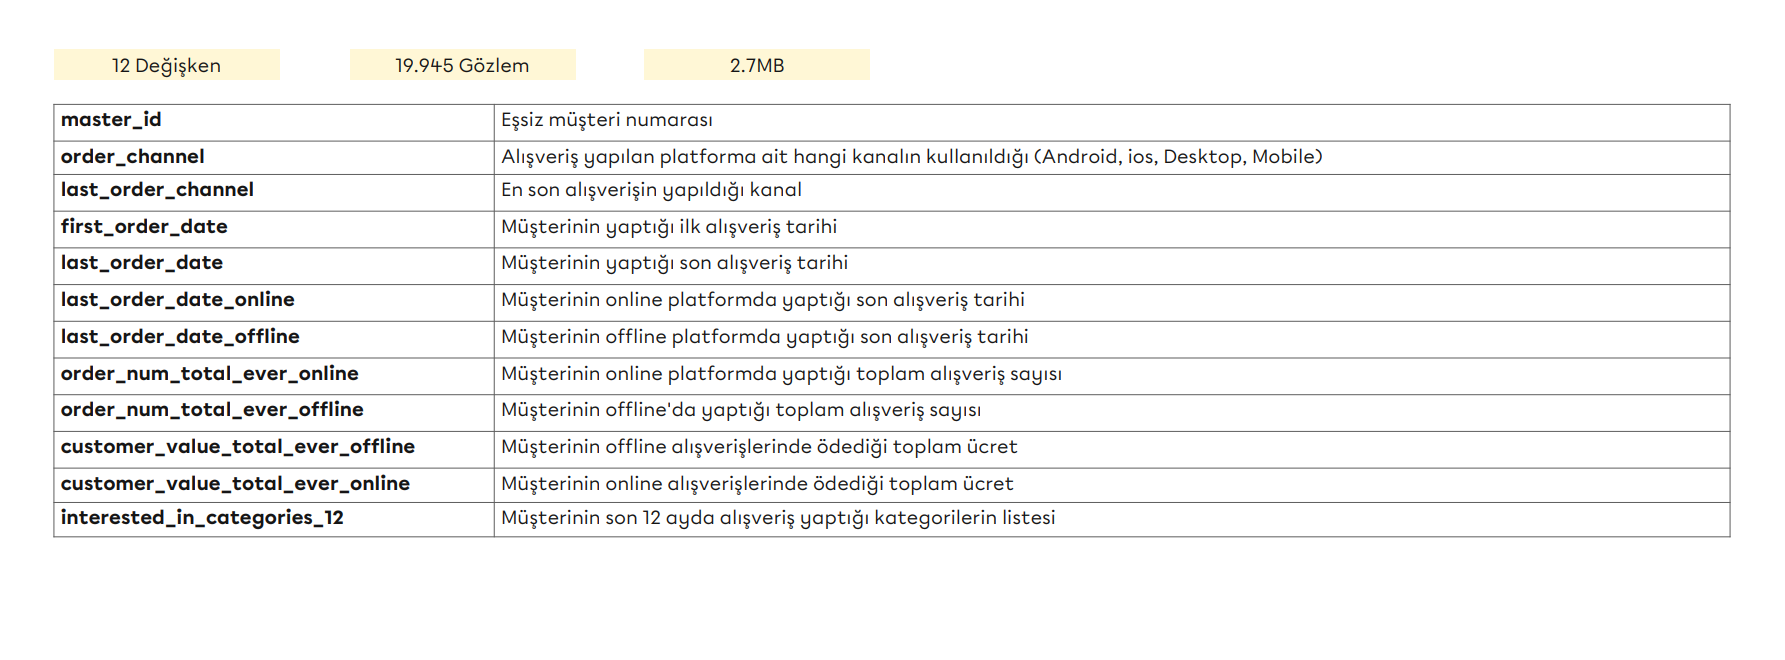 12 Değişken
19.945 Gözlem
2.7MB
master_id Eşsiz müşteri numarası
order_channel Alışveriş yapılan platforma ait hangi kanalın kullanıldığı (Android, ios, Desktop, Mobile)
last_order_channel En son alışverişin yapıldığı kanal
first_order_date Müşterinin yaptığı ilk alışveriş tarihi
last_order_date Müşterinin yaptığı son alışveriş tarihi
last_order_date_online Müşterinin online platformda yaptığı son alışveriş tarihi
last_order_date_offline Müşterinin offline platformda yaptığı son alışveriş tarihi
order_num_total_ever_online Müşterinin online platformda yaptığı toplam alışveriş sayısı
order_num_total_ever_offline Müşterinin offline'da yaptığı toplam alışveriş sayısı
customer_value_total_ever_offline Müşterinin offline alışverişlerinde ödediği toplam ücret
customer_value_total_ever_online Müşterinin online alışverişlerinde ödediği toplam ücret
interested_in_categories_12 Müşterinin son 12 ayda alışveriş yaptığı kategorilerin listesi